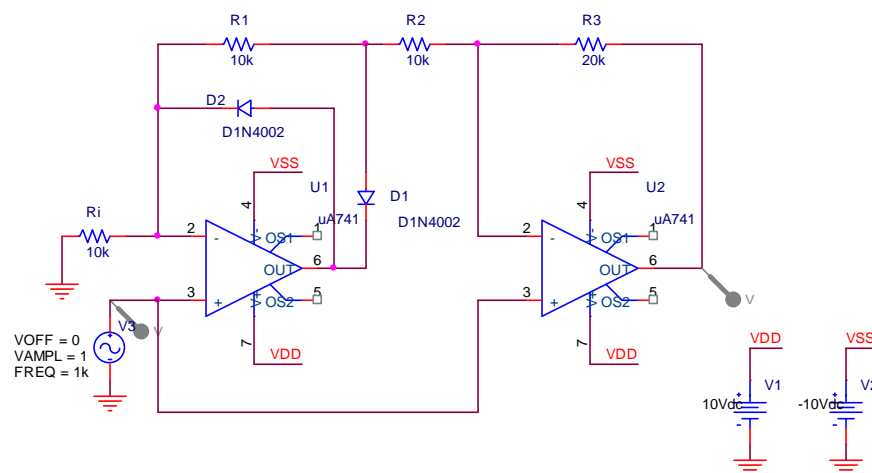 R1
R2
R3
10k
10k
20k
D2
D1N4002
VSS
VSS
U1
U2
4
4
D1
uA741
uA741
D1N4002
Ri
2
-
V-
OS1
1
2
-
V-
OS1
1
10k
OUT
6
OUT
6
3
+
V+
OS2
5
3
+
V+
OS2
5
V3
V
V
VOFF = 0
VAMPL = 1
FREQ = 1k
+
-
7
7
VDD
VDD
VDD
VSS
V1
V2
10Vdc
-10Vdc
+
-
+
-